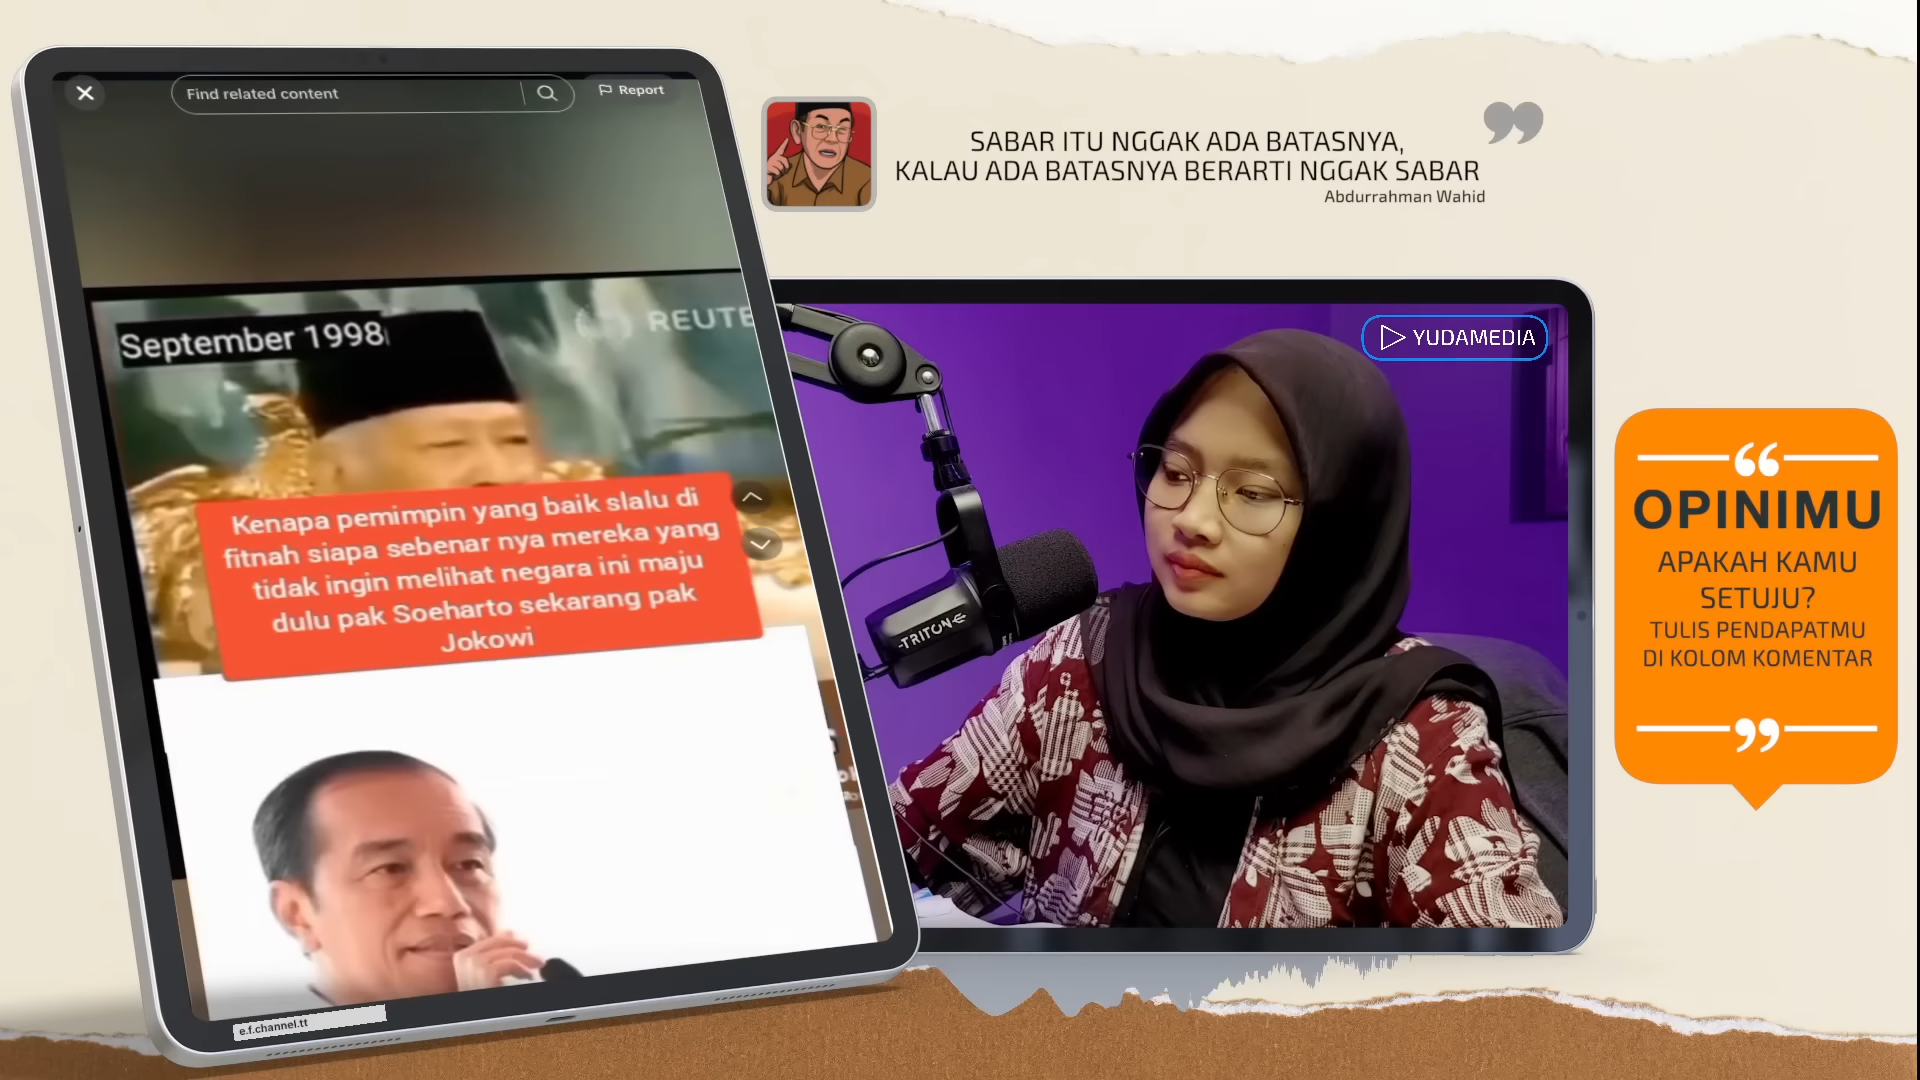 Find related content
Report
September 1998
REUTE
Kenapa pemimpin yang baik slalu di
fitnah siapa sebenar nya mereka yang
tidak ingin melihat negara ini maju
dulu pak Soeharto sekarang pak
Jokowi
e.f.channel.tt
SABAR ITU NGGAK ADA BATASNYA,
KALAU ADA BATASNYA BERARTI NGGAK SABAR
Abdurrahman Wahid
YUDAMEDIA
TRITON
OPINIMU
APAKAH KAMU
SETUJU?
TULIS PENDAPATMU
DI KOLOM KOMENTAR